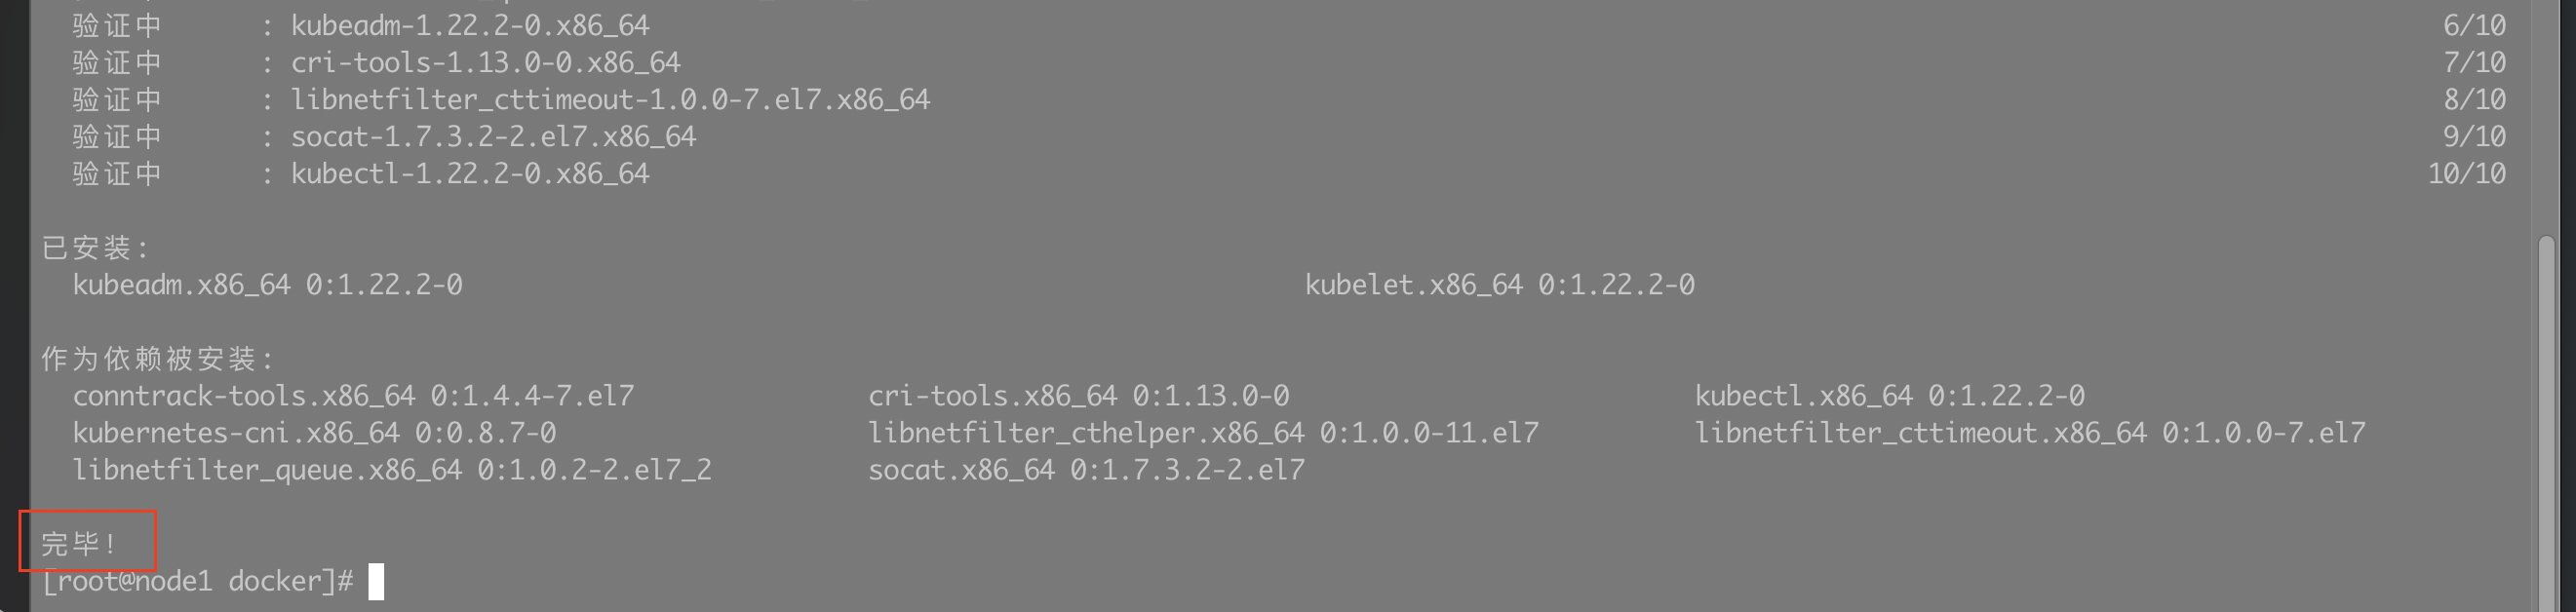 验证中 : kubeadm-1.22.2-0.x86_64 6/10
验证中 : cri-tools-1.13.0-0.x86_64 7/10
验证中 : libnetfilter_cttimeout-1.0.0-7.el7.x86_64 8/10
验证中 : socat-1.7.3.2-2.el7.x86_64 9/10
验证中 : kubectl-1.22.2-0.x86_64 10/10
已安装:
kubeadm.x86_64 0:1.22.2-0 kubelet.x86_64 0:1.22.2-0
作为依赖被安装:
conntrack-tools.x86_64 0:1.4.4-7.el7 cri-tools.x86_64 0:1.13.0-0 kubectl.x86_64 0:1.22.2-0
kubernetes-cni.x86_64 0:0.8.7-0 libnetfilter_cthelper.x86_64 0:1.0.0-11.el7 libnetfilter_cttimeout.x86_64 0:1.0.0-7.el7
libnetfilter_queue.x86_64 0:1.0.2-2.el7_2 socat.x86_64 0:1.7.3.2-2.el7
完毕!
[root@node1 docker]#